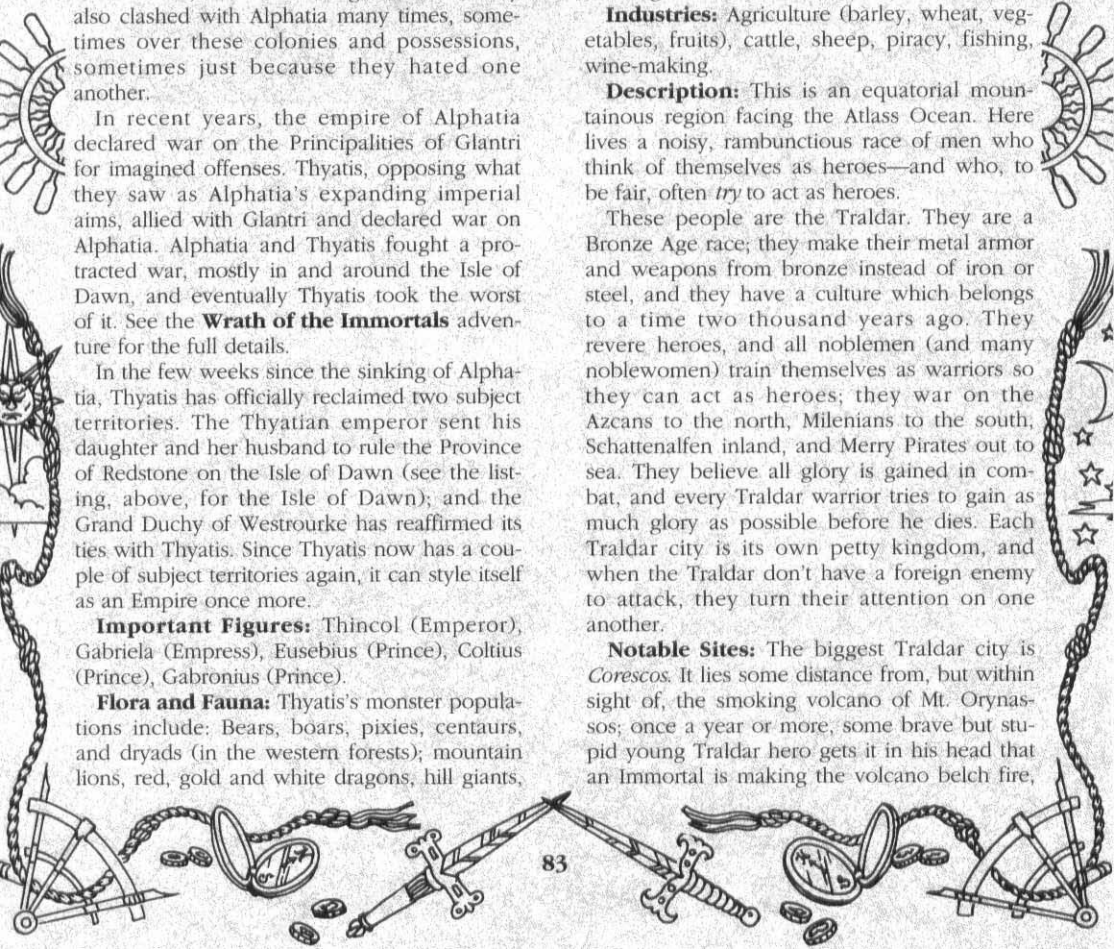 also clashed with Alphatia many times, some-
times over these colonies and possessions,
sometimes just because they hated one
another.
In recent years, the empire of Alphatia
declared war on the Principalities of Glantri
for imagined offenses. Thyatis, opposing what
they saw as Alphatia's expanding imperial
aims, allied with Glantri and declared war on
Alphatia. Alphatia and Thyatis fought a pro-
tracted war, mostly in and around the Isle of
Dawn, and eventually Thyatis took the worst
of it. See the Wrath of the Immortals adven-
ture for the full details.
In the few weeks since the sinking of Alpha-
tia, Thyatis has officially reclaimed two subject
territories. The Thyatian emperor sent his
daughter and her husband to rule the Province
of Redstone on the Isle of Dawn (see the list-
ing, above, for the Isle of Dawn); and the
Grand Duchy of Westrourke has reaffirmed its
ties with Thyatis. Since Thyatis now has a cou-
ple of subject territories again, it can style itself
as an Empire once more.
Important Figures: Thincol (Emperor),
Gabriela (Empress), Eusebius (Prince), Coltius
(Prince), Gabronius (Prince).
Flora and Fauna: Thyatis's monster popula-
tions include: Bears, boars, pixies, centaurs,
and dryads (in the western forests); mountain
lions, red, gold and white dragons, hill giants,
Industries: Agriculture (barley, wheat, veg-
etables, fruits), cattle, sheep, piracy, fishing,
wine-making.
Description: This is an equatorial moun-
tainous region facing the Atlass Ocean. Here
lives a noisy, rambunctious race of men who
think of themselves as heroes—and who, to
be fair, often try to act as heroes.
These people are the Traldar. They are a
Bronze Age race; they make their metal armor
and weapons from bronze instead of iron or
steel, and they have a culture which belongs
to a time two thousand years ago. They
revere heroes, and all noblemen (and many
noblewomen) train themselves as warriors so
they can act as heroes; they war on the
Azcans to the north, Milenians to the south,
Schattenalfen inland, and Merry Pirates out to
sea. They believe all glory is gained in com-
bat, and every Traldar warrior tries to gain as
much glory as possible before he dies. Each
Traldar city is its own petty kingdom, and
when the Traldar don't have a foreign enemy
to attack, they turn their attention on one
another.
Notable Sites: The biggest Traldar city is
Corescos. It lies some distance from, but within
sight of, the smoking volcano of Mt. Orynas-
sos; once a year or more, some brave but stu-
pid young Traldar hero gets it in his head that
an Immortal is making the volcano belch fire,
83